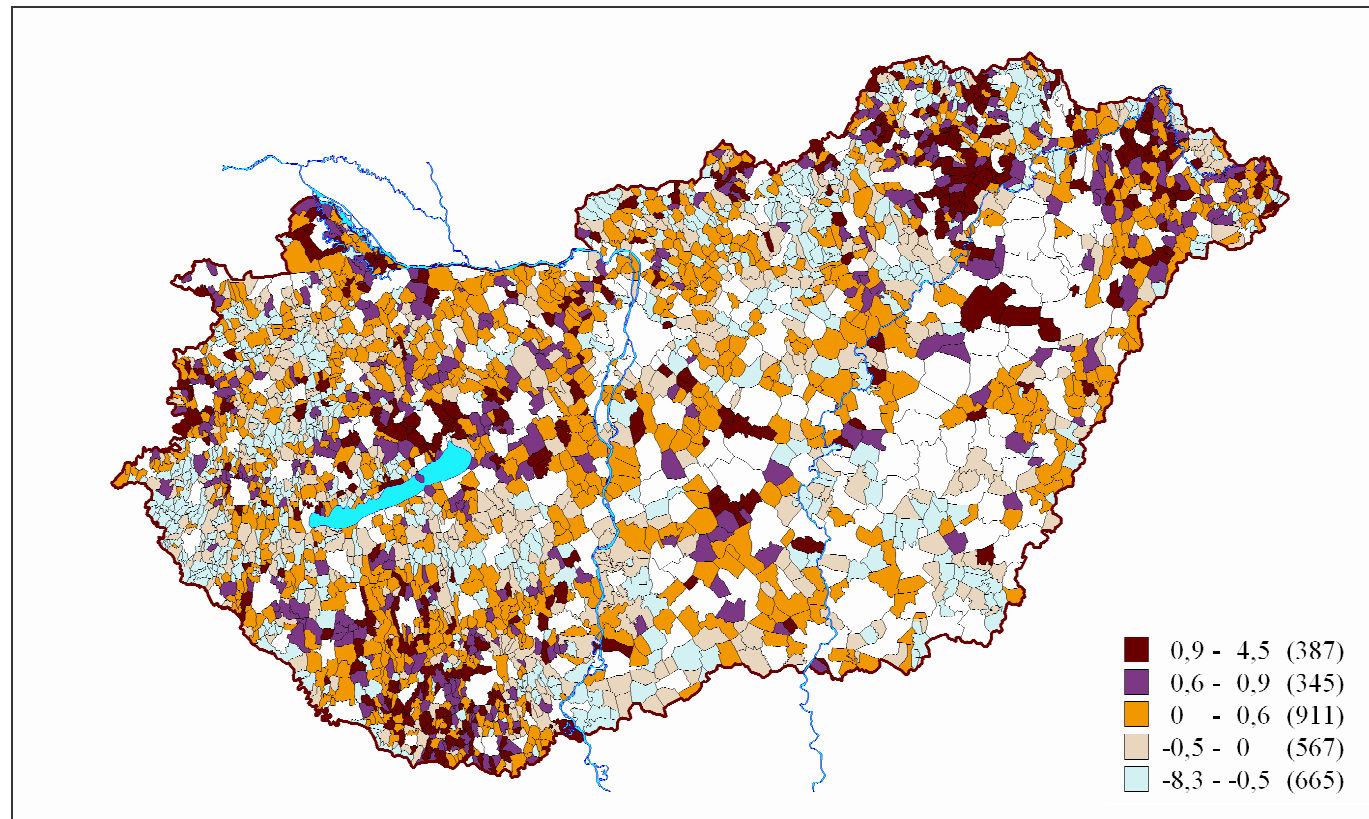 0,9 - 4,5 (387)
0,6 - 0,9 (345)
0 - 0,6 (911)
-0,5 - 0 (567)
-8,3 - -0,5 (665)